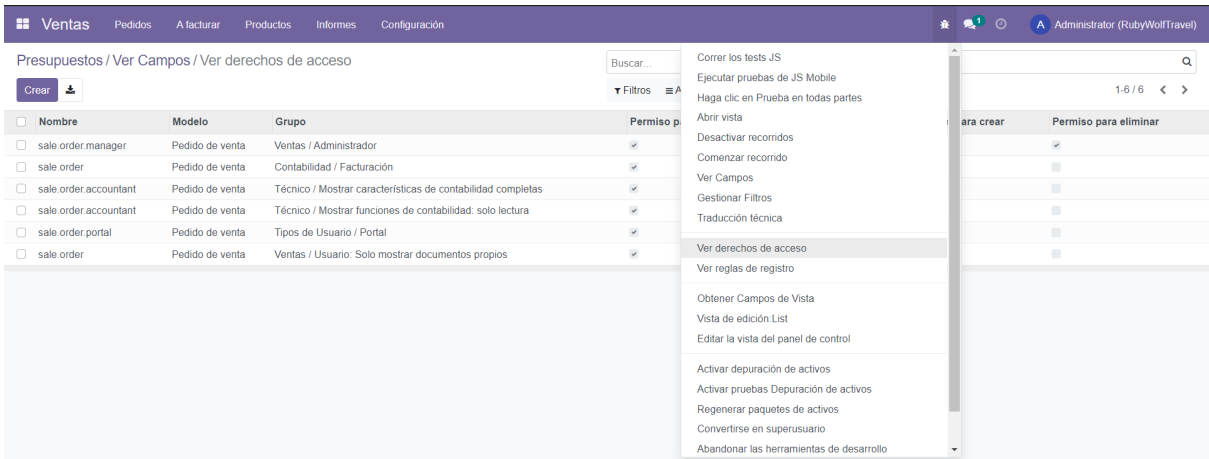 Ventas Pedidos A facturar Productos Informes Configuración 1 A Administrator (RubyWolfTravel)
Presupuestos / Ver Campos / Ver derechos de acceso
Buscar...
Crear
Filtros
1-6 / 6
Nombre Modelo Grupo Permiso ara crear Permiso para eliminar
sale.order.manager Pedido de venta Ventas / Administrador
sale.order Pedido de venta Contabilidad / Facturación
sale.order.accountant Pedido de venta Técnico / Mostrar características de contabilidad completas
sale.order.accountant Pedido de venta Técnico / Mostrar funciones de contabilidad: solo lectura
sale.order.portal Pedido de venta Tipos de Usuario / Portal
sale.order Pedido de venta Ventas / Usuario: Solo mostrar documentos propios
Correr los tests JS
Ejecutar pruebas de JS Mobile
Haga clic en Prueba en todas partes
Abrir vista
Desactivar recorridos
Comenzar recorrido
Ver Campos
Gestionar Filtros
Traducción técnica
Ver derechos de acceso
Ver reglas de registro
Obtener Campos de Vista
Vista de edición:List
Editar la vista del panel de control
Activar depuración de activos
Activar pruebas Depuración de activos
Regenerar paquetes de activos
Convertirse en superusuario
Abandonar las herramientas de desarrollo